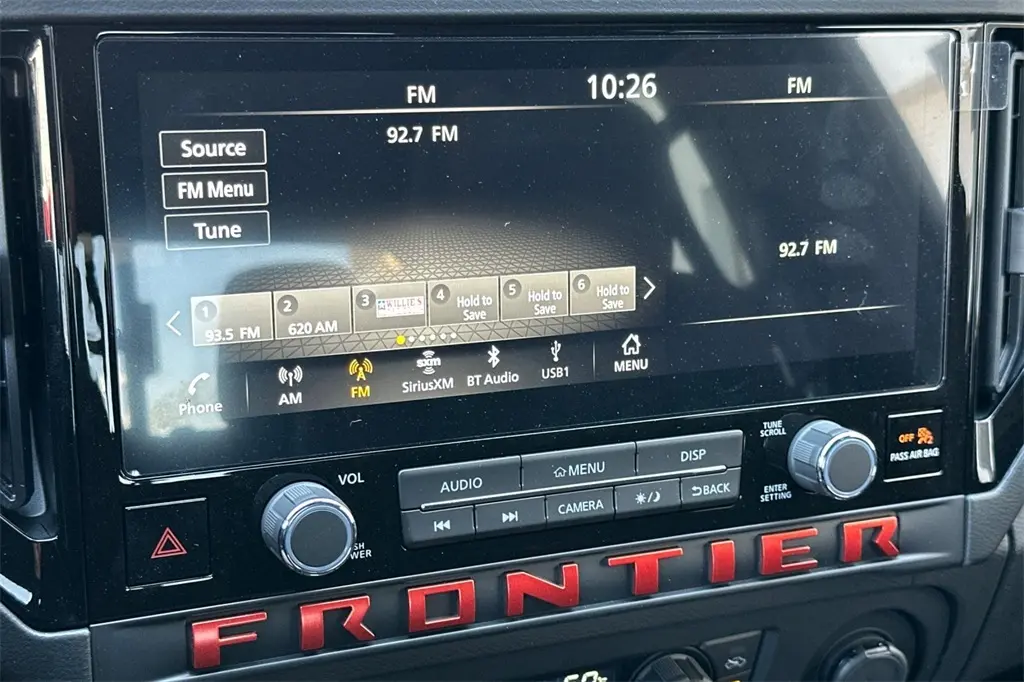 FM
10:26
FM
92.7 FM
Source
FM Menu
Tune
92.7 FM
1
93.5 FM
2
620 AM
3
WILLIE'S
4
Hold to
Save
5
Hold to
Save
6
Hold to
Save
Phone
AM
FM
sxm
SiriusXM
BT Audio
USB1
MENU
VOL
AUDIO
MENU
DISP
CAMERA
BACK
TUNE
SCROLL
ENTER
SETTING
OFF
PASS AIR BAG
FRONTIER